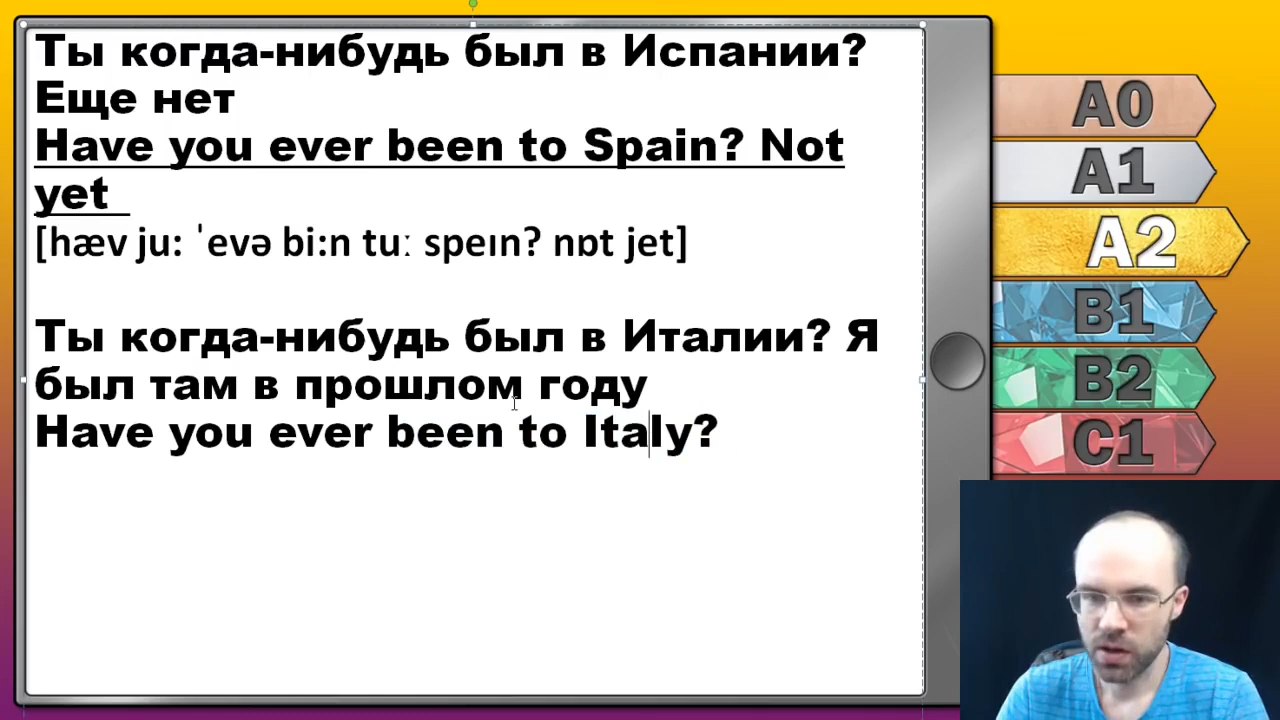 Ты когда-нибудь был в Испании?
Еще нет
Have you ever been to Spain? Not
yet
[hæv ju: ˈevə bi:n tuː speɪn? nɒt jet]
Ты когда-нибудь был в Италии? Я
был там в прошлом году
Have you ever been to Italy?
A0
A1
A2
B1
B2
C1